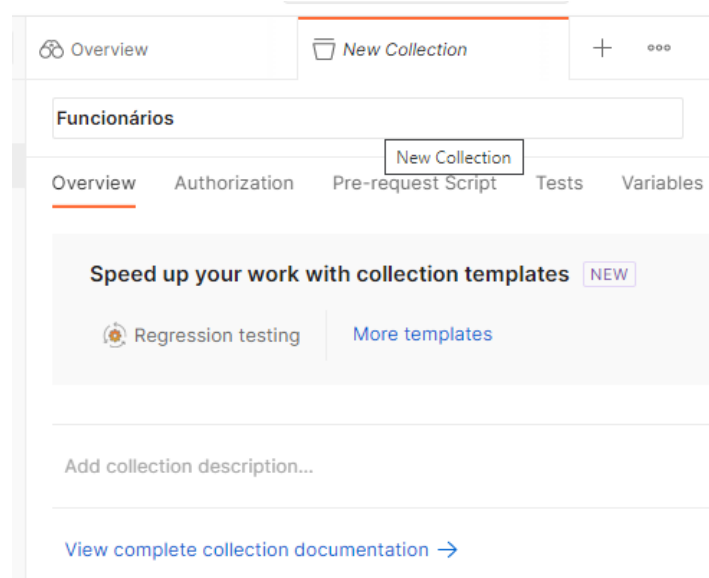 Overview New Collection
Funcionários
New Collection
Overview Authorization Pre-request Script Tests Variables
Speed up your work with collection templates NEW
Regression testing More templates
Add collection description...
View complete collection documentation →